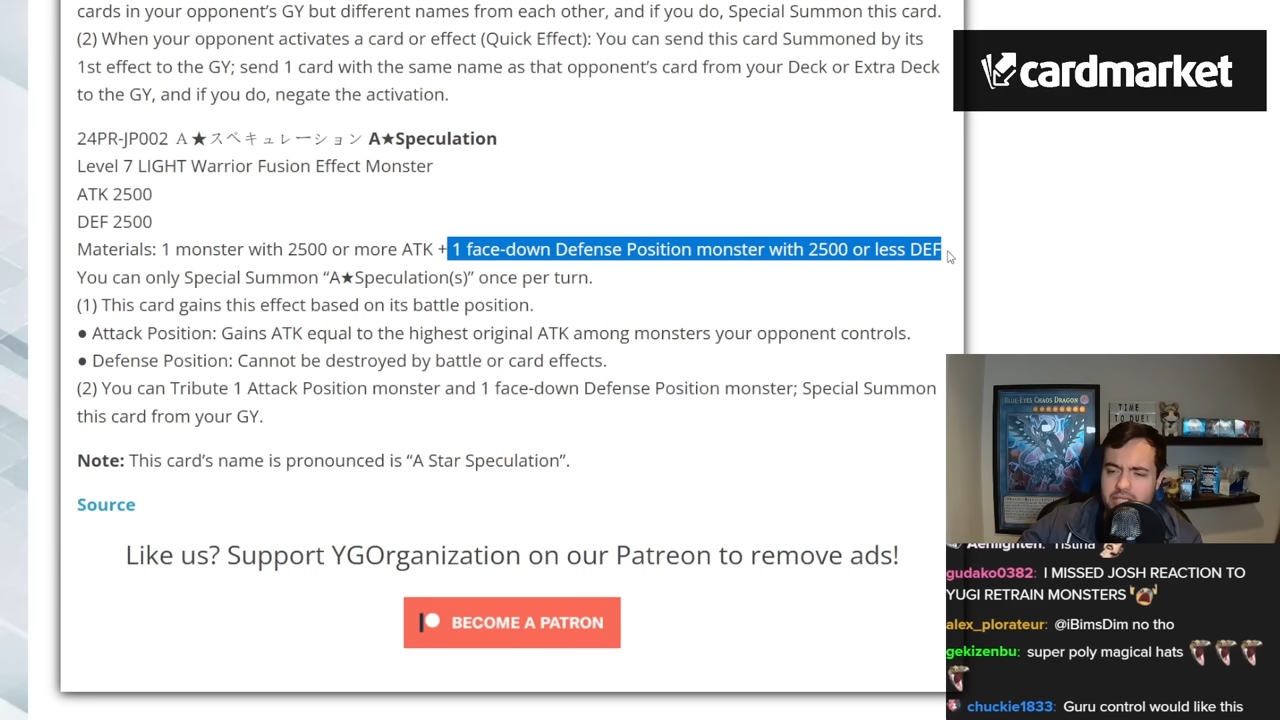 cards in your opponent's GY but different names from each other, and if you do, Special Summon this card.
(2) When your opponent activates a card or effect (Quick Effect): You can send this card Summoned by its
1st effect to the GY; send 1 card with the same name as that opponent's card from your Deck or Extra Deck
to the GY, and if you do, negate the activation.
24PR-JP002 Ａ★スペキュレーション A★Speculation
Level 7 LIGHT Warrior Fusion Effect Monster
ATK 2500
DEF 2500
Materials: 1 monster with 2500 or more ATK + 1 face-down Defense Position monster with 2500 or less DEF
You can only Special Summon “A★Speculation(s)” once per turn.
(1) This card gains this effect based on its battle position.
● Attack Position: Gains ATK equal to the highest original ATK among monsters your opponent controls.
● Defense Position: Cannot be destroyed by battle or card effects.
(2) You can Tribute 1 Attack Position monster and 1 face-down Defense Position monster; Special Summon
this card from your GY.
Note: This card's name is pronounced is “A Star Speculation”.
Source
Like us? Support YGOrganization on our Patreon to remove ads!
BECOME A PATRON
cardmarket
BLUE-EYES CHAOS DRAGON
TIME
TO DUEL
Aenlighten: Tistina
gudako0382: I MISSED JOSH REACTION TO
YUGI RETRAIN MONSTERS
alex_plorateur: @iBimsDim no tho
gekizenbu: super poly magical hats
chuckie1833: Guru control would like this